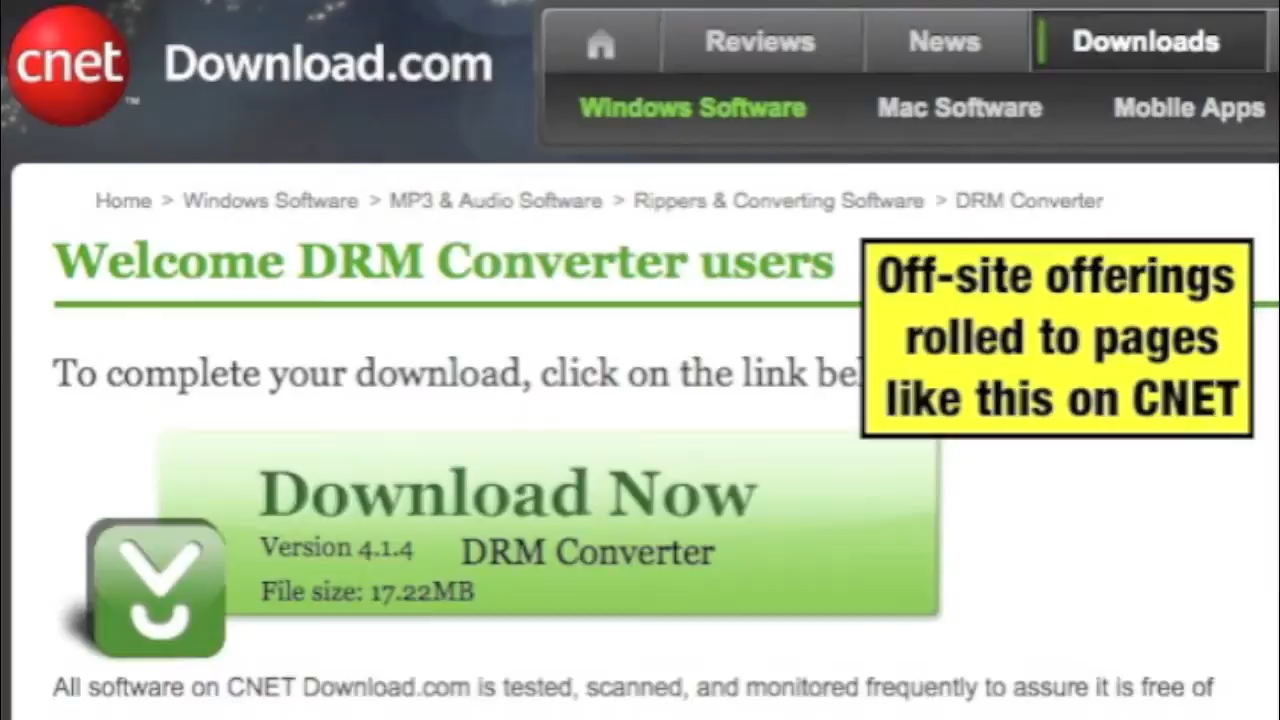 cnet
™
Download.com
Reviews
News
Downloads
Windows Software
Mac Software
Mobile Apps
Home > Windows Software > MP3 & Audio Software > Rippers & Converting Software > DRM Converter
Welcome DRM Converter users
Off-site offerings
rolled to pages
like this on CNET
To complete your download, click on the link
Download Now
Version 4.1.4
DRM Converter
File size: 17.22MB
All software on CNET Download.com is tested, scanned, and monitored frequently to assure it is free of